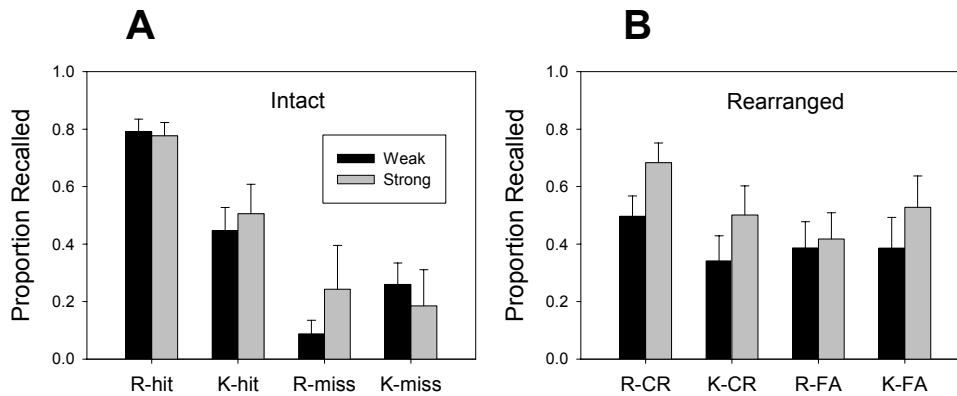 A
Proportion Recalled
1.0
0.8
0.6
0.4
0.2
0.0
Intact
Weak
Strong
R-hit K-hit R-miss K-miss
B
Proportion Recalled
1.0
0.8
0.6
0.4
0.2
0.0
Rearranged
R-CR K-CR R-FA K-FA